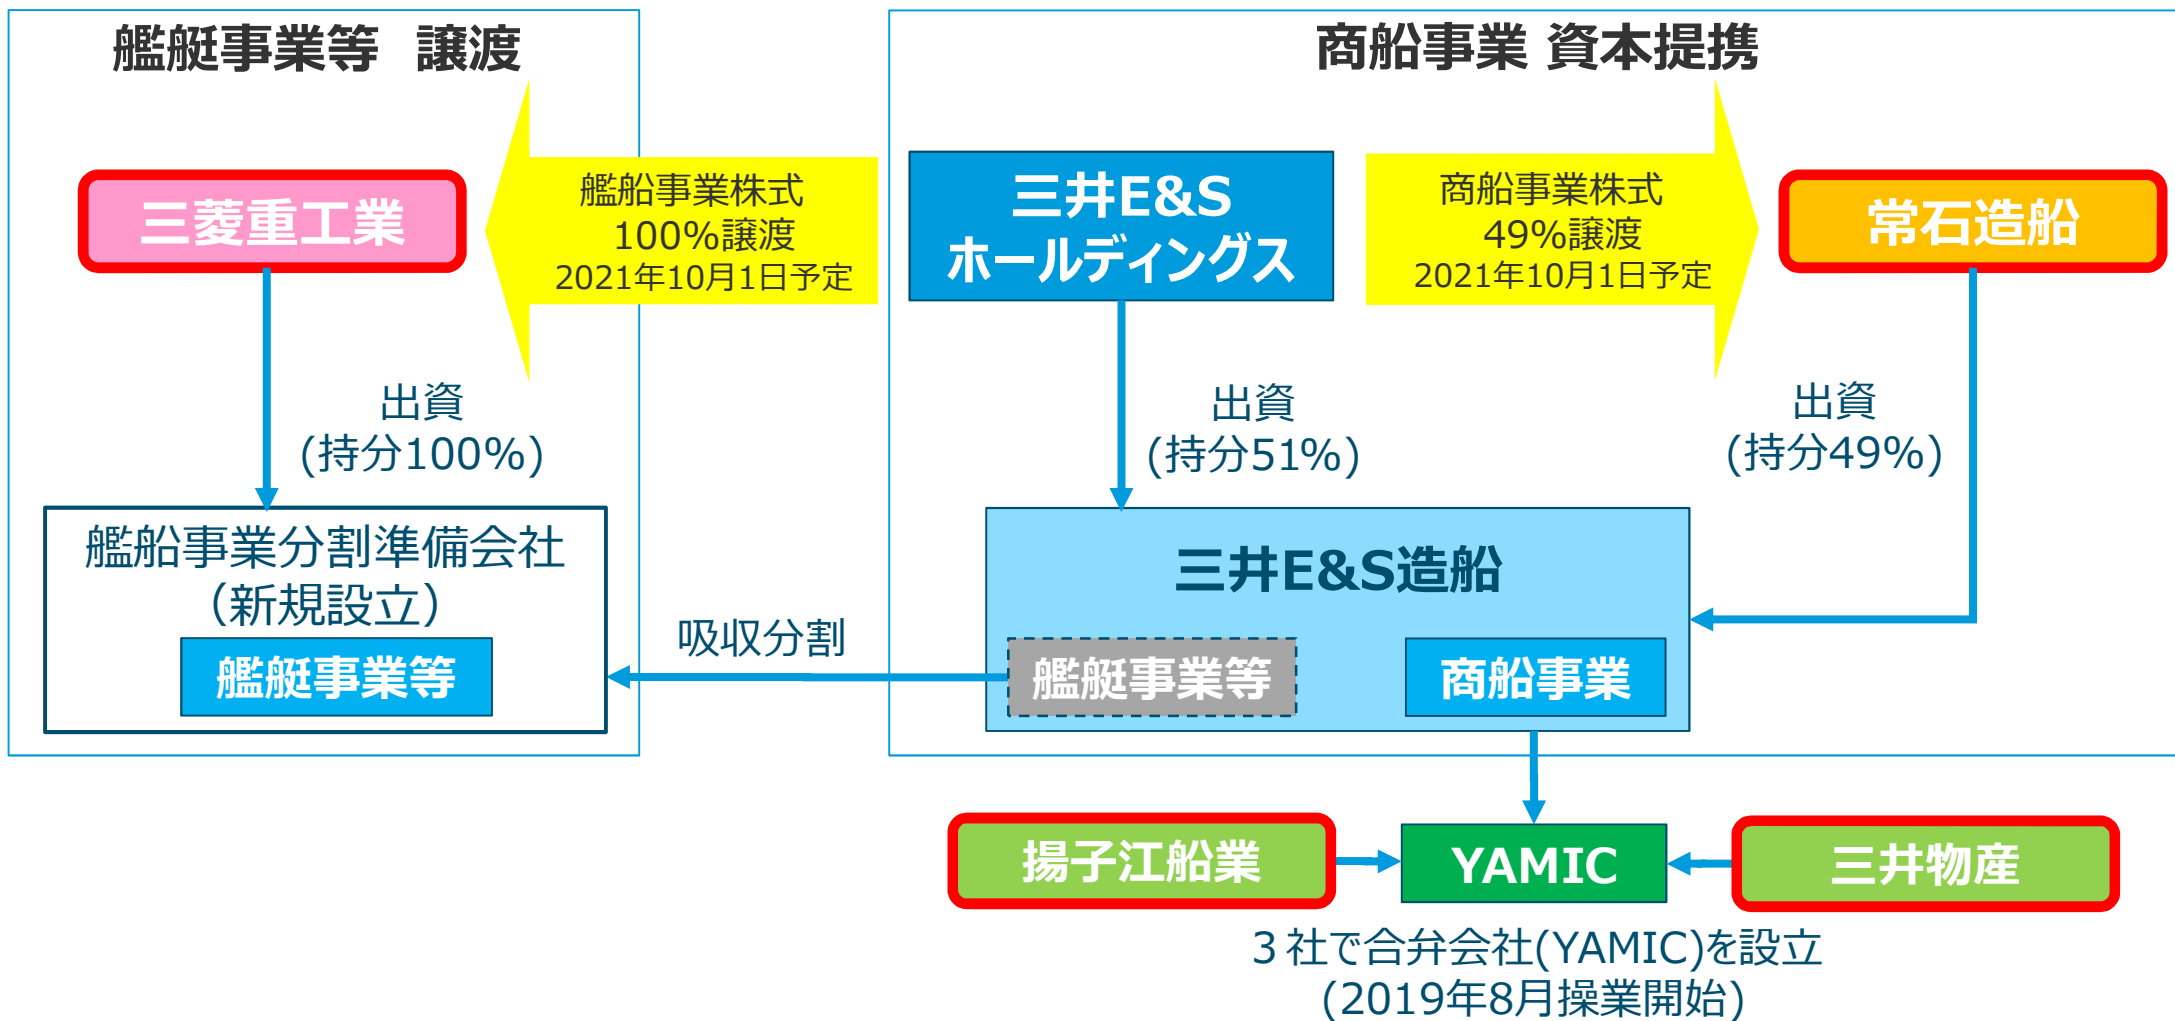 艦艇事業等　譲渡
三菱重工業
艦船事業株式
100%譲渡
2021年10月1日予定
出資
(持分100%)
艦船事業分割準備会社
（新規設立）
艦艇事業等
吸収分割
商船事業 資本提携
三井E&S
ホールディングス
商船事業株式
49%譲渡
2021年10月1日予定
常石造船
出資
(持分51%)
出資
(持分49%)
三井E&S造船
艦艇事業等
商船事業
揚子江船業
YAMIC
三井物産
３社で合弁会社(YAMIC)を設立
(2019年8月操業開始)